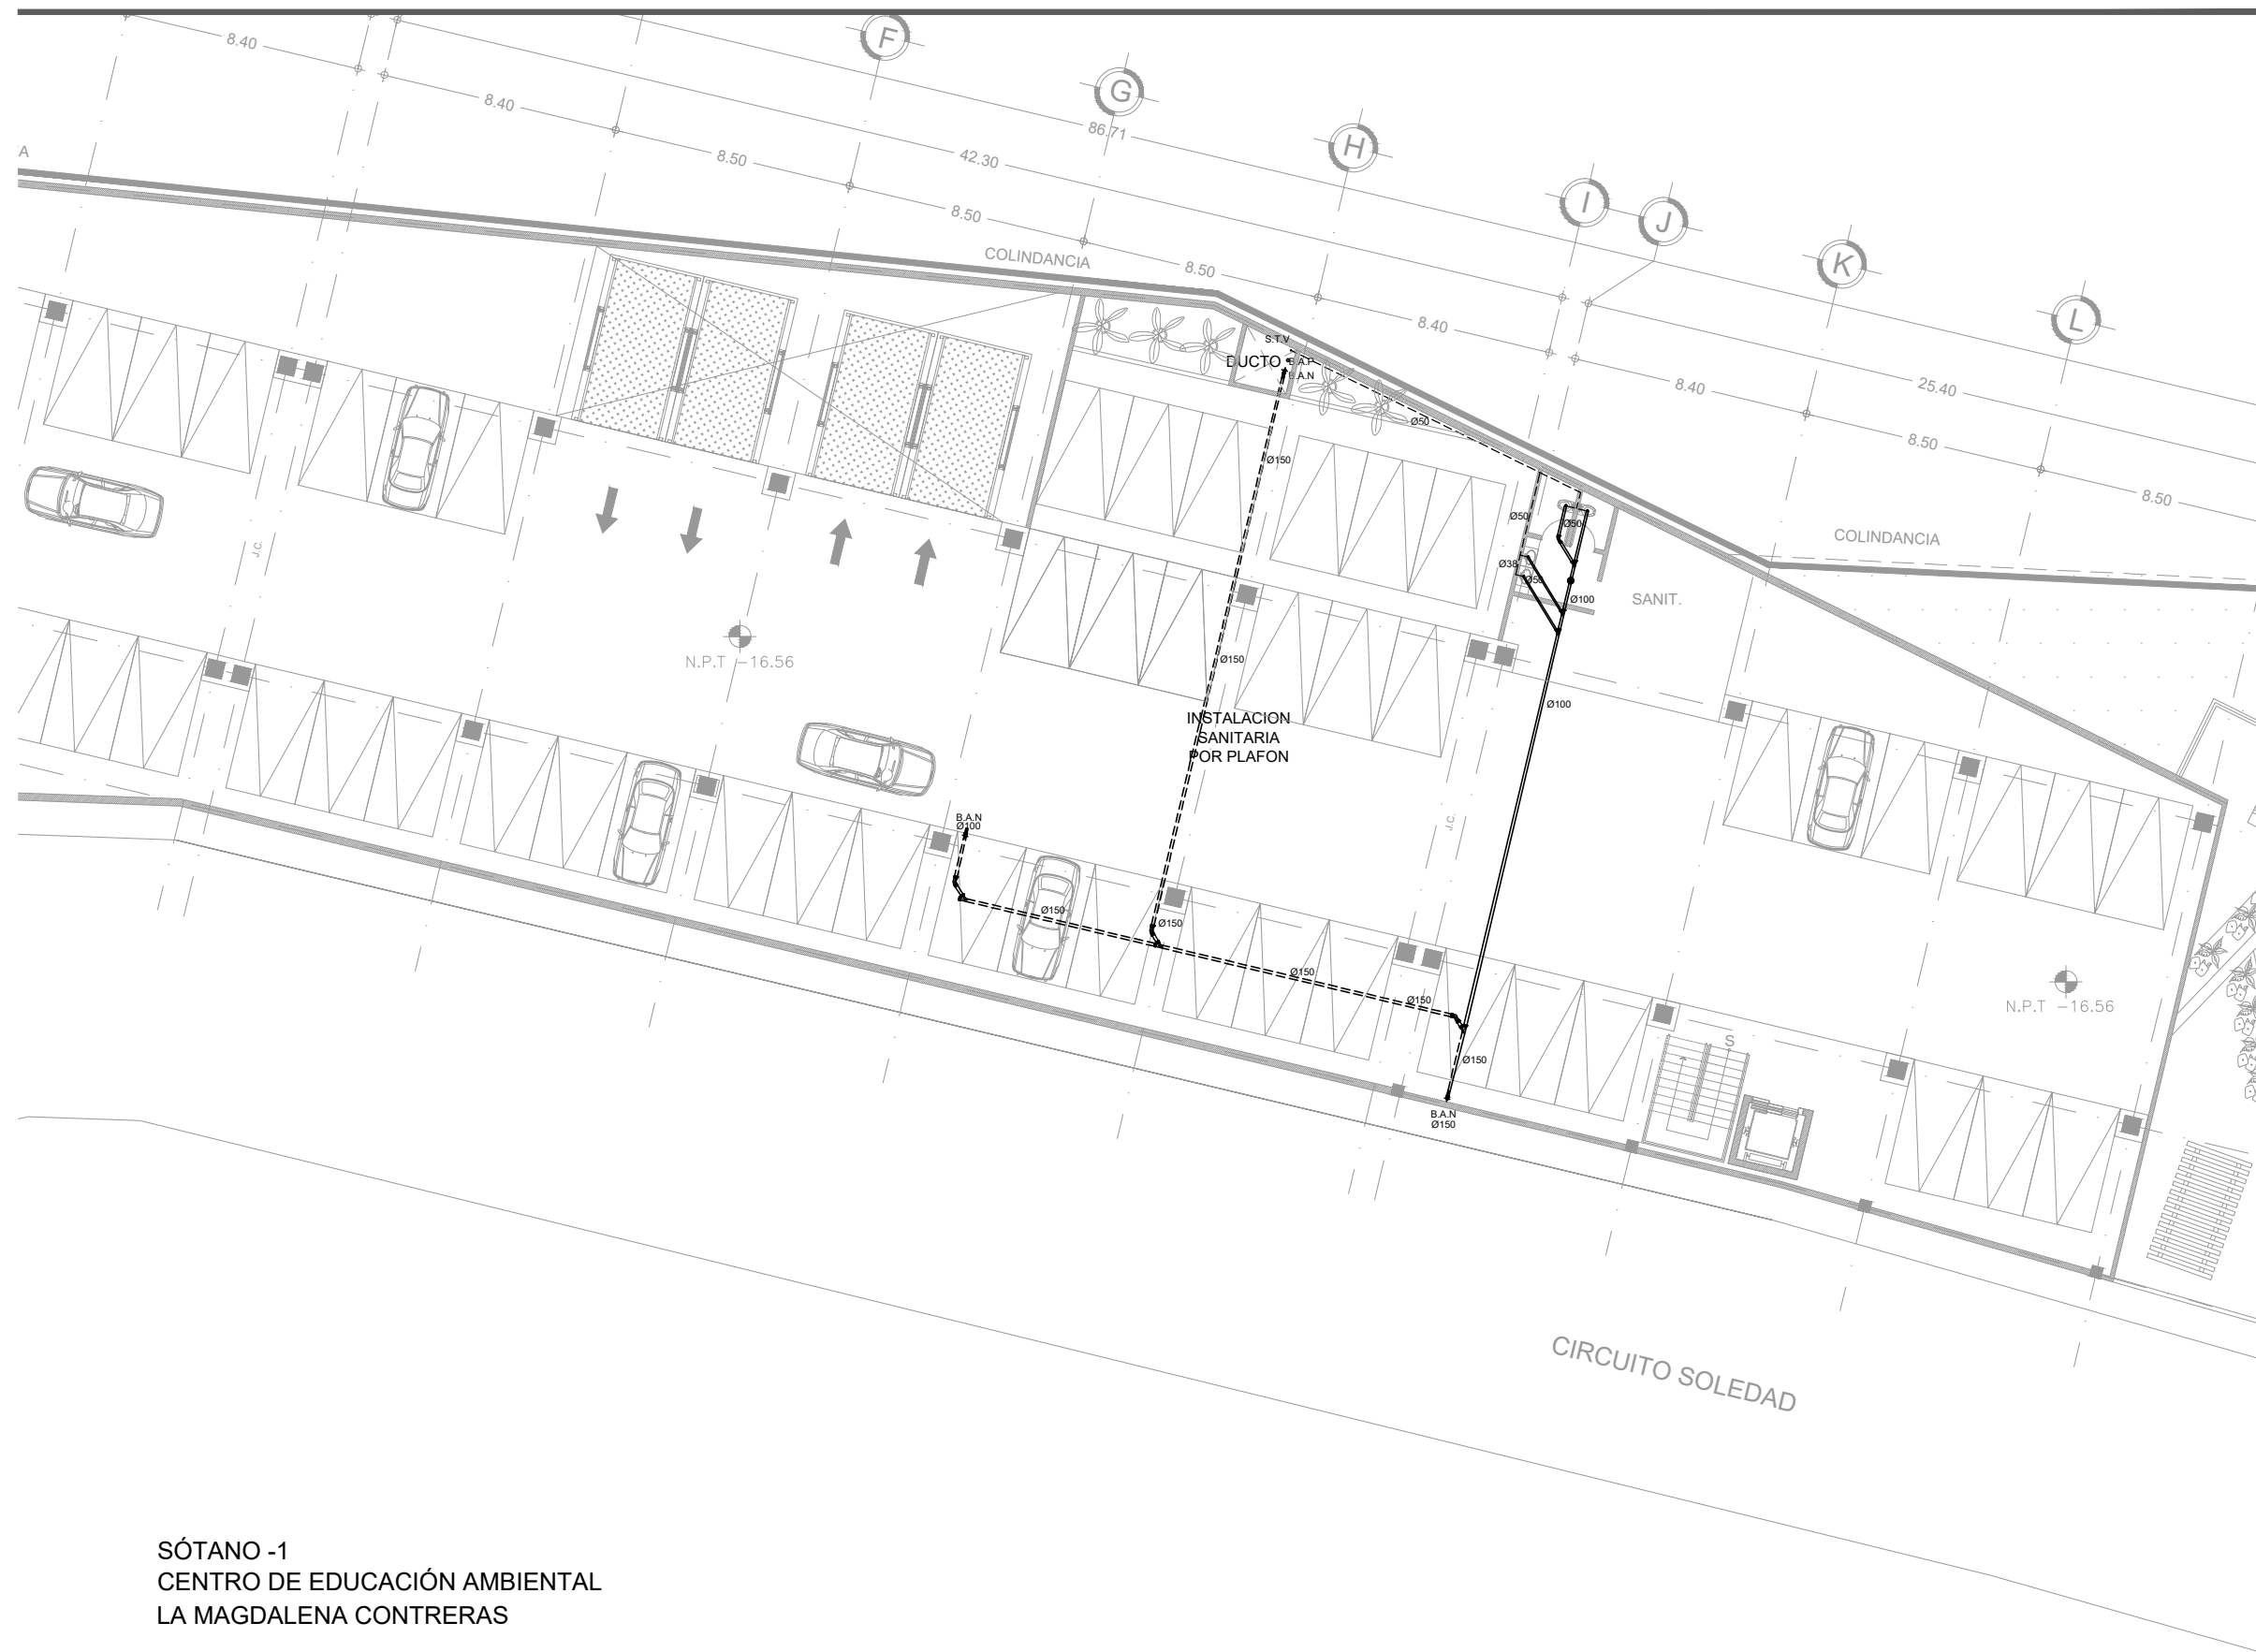 F
G
H
I
J
K
L
8.40
8.40
8.50
42.30
86.71
8.50
8.50
8.40
8.40
25.40
8.50
8.50
A
COLINDANCIA
S.T.V
DUCTO
B.A.P
B.A.N
Ø50
Ø150
Ø50
Ø50
Ø38
Ø50
Ø100
SANIT.
COLINDANCIA
J.C.
N.P.T -16.56
Ø150
Ø100
INSTALACION
SANITARIA
POR PLAFON
B.A.N
Ø100
J.C.
Ø150
Ø150
Ø150
Ø150
Ø150
N.P.T -16.56
S
B.A.N
Ø150
CIRCUITO SOLEDAD
SÓTANO -1
CENTRO DE EDUCACIÓN AMBIENTAL
LA MAGDALENA CONTRERAS